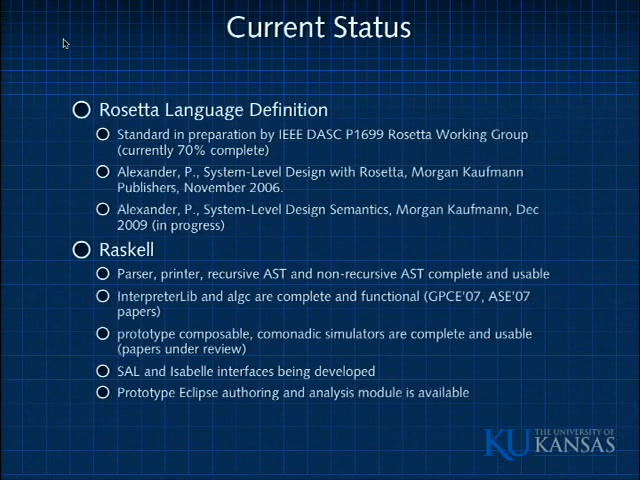 Current Status
Rosetta Language Definition
Standard in preparation by IEEE DASC P1699 Rosetta Working Group
(currently 70% complete)
Alexander, P., System-Level Design with Rosetta, Morgan Kaufmann
Publishers, November 2006.
Alexander, P., System-Level Design Semantics, Morgan Kaufmann, Dec
2009 (in progress)
Raskell
Parser, printer, recursive AST and non-recursive AST complete and usable
InterpreterLib and algc are complete and functional (GPCE'07, ASE'07
papers)
prototype composable, comonadic simulators are complete and usable
(papers under review)
SAL and Isabelle interfaces being developed
Prototype Eclipse authoring and analysis module is available
KU THE UNIVERSITY OF
KANSAS